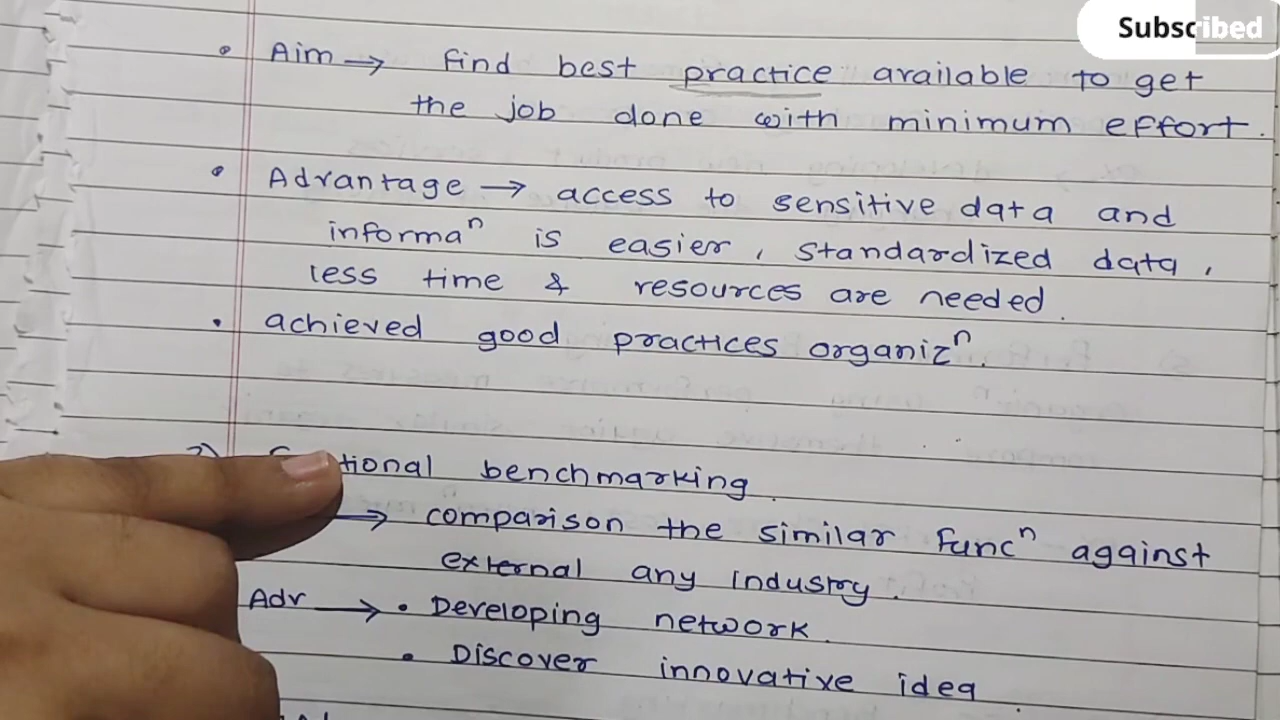 Subscribed
• Aim → Find best practice available to get
the job done with minimum effort.
• Advantage → access to sensitive data and
informaⁿ is easier, standardized data,
less time & resources are needed.
• achieved good practices organizⁿ.
benchmarking.
→ comparison the similar funcⁿ against
external any industry.
Adv → • Developing network.
• Discover innovative idea.